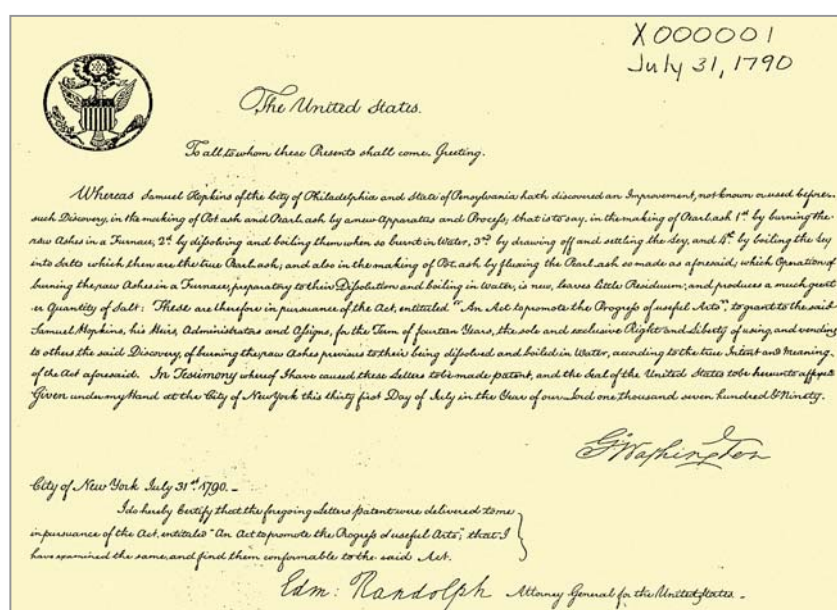 X000001
July 31, 1790
The United States.
To all to whom these Presents shall come. Greeting.
Whereas Samuel Hopkins of the City of Philadelphia and State of Pensylvania hath discovered an Improvement, not known or used before
such Discovery, in the making of Pot ash and Pearl ash by a new Apparatus and Process; that is to say, in the making of Pearl ash 1st. by burning the
raw Ashes in a Furnace, 2d. by dissolving and boiling them when so burnt in Water, 3rd. by drawing off and settling the Ley, and 4th. by boiling the Ley
into Salts which then are the true Pearl ash; and also in the making of Pot ash by fluxing the Pearl ash so made as aforesaid; which Operation of
burning the raw Ashes in a Furnace, preparatory to their Dissolution and boiling in Water, is new, leaves little Residuum; and produces a much great
er Quantity of Salt: These are therefore in pursuance of the Act, entituled "An Act to promote the Progress of useful Arts", to grant to the said
Samuel Hopkins, his Heirs, Administrators and Assigns, for the Term of fourteen Years, the sole and exclusive Right and Liberty of using and vending
to others the said Discovery, of burning the raw Ashes previous to their being dissolved and boiled in Water, according to the true Intent and Meaning
of the Act aforesaid. In Testimony whereof I have caused these Letters to be made patent, and the Seal of the United States to be hereunto affixed
Given under my Hand at the City of New York this thirty first Day of July in the Year of our Lord one thousand seven hundred & Ninety.
G. Washington
City of New York July 31st. 1790. -
I do hereby Certify that the foregoing Letters patent were delivered to me
in pursuance of the Act, entituled "An Act to promote the Progress of useful Arts"; that I
have examined the same, and find them conformable to the said Act.
Edm: Randolph Attorney General for the United States. -